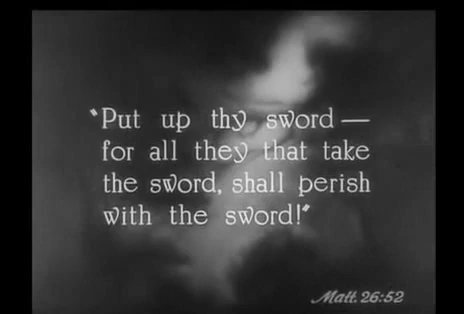 "Put up thy sword —
for all they that take
the sword, shall perish
with the sword!"
Matt. 26:52